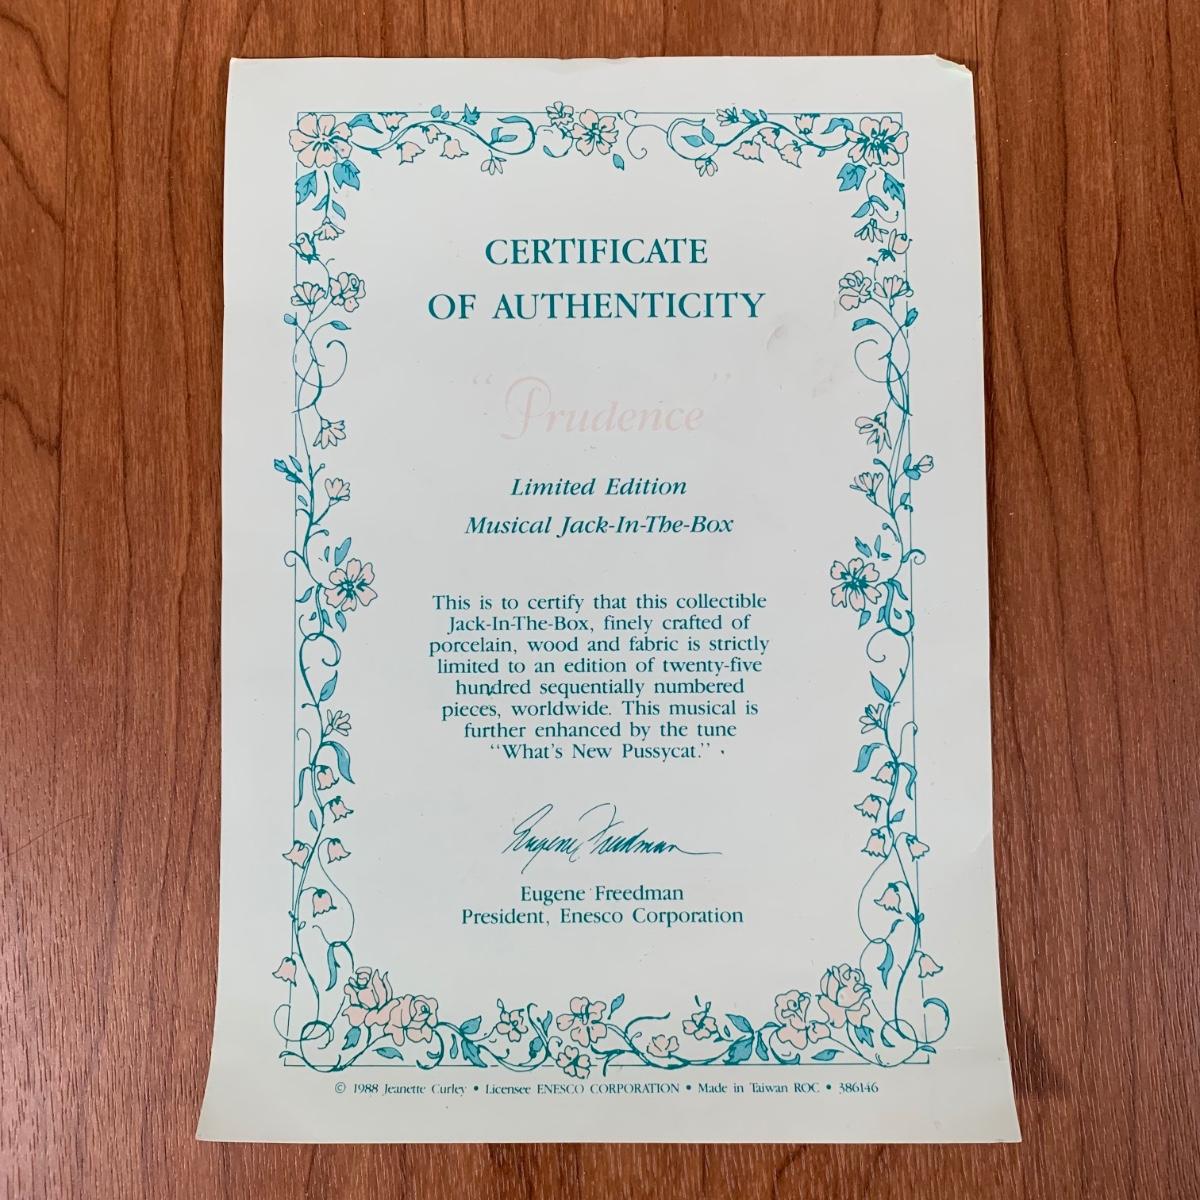 CERTIFICATE
OF AUTHENTICITY
"Prudence"
Limited Edition
Musical Jack-In-The-Box
This is to certify that this collectible
Jack-In-The-Box, finely crafted of
porcelain, wood and fabric is strictly
limited to an edition of twenty-five
hundred sequentially numbered
pieces, worldwide. This musical is
further enhanced by the tune
"What's New Pussycat."
Eugene Freedman
Eugene Freedman
President, Enesco Corporation
© 1988 Jeanette Curley • Licensee ENESCO CORPORATION • Made in Taiwan ROC • 386146